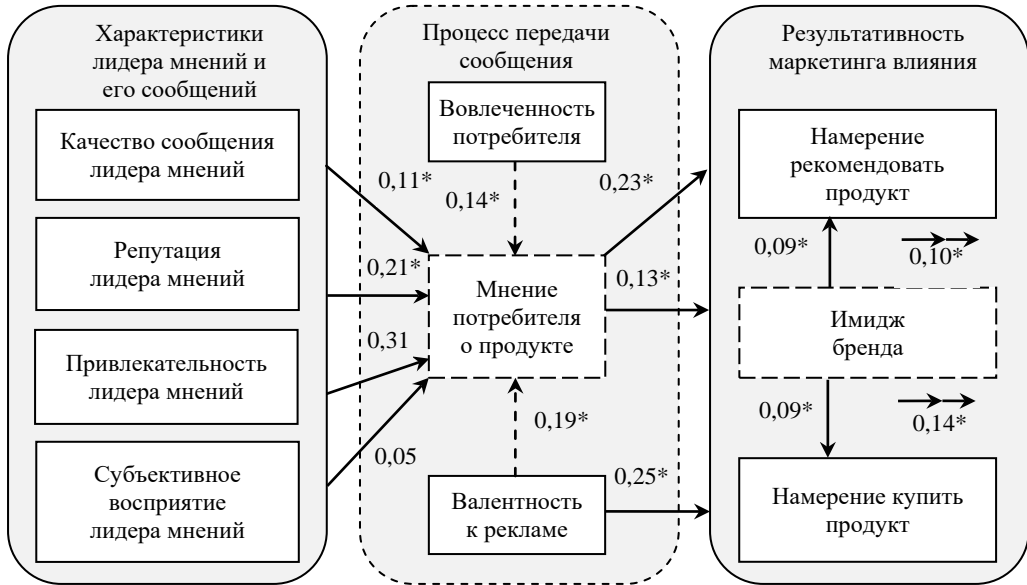 Характеристики
лидера мнений и
его сообщений
Качество сообщения
лидера мнений
Репутация
лидера мнений
Привлекательность
лидера мнений
Субъективное
восприятие
лидера мнений
0,11*
0,21*
0,31
0,05
Процесс передачи
сообщения
Вовлеченность
потребителя
0,14*
Мнение
потребителя
о продукте
0,19*
Валентность
к рекламе
0,23*
0,13*
0,25*
Результативность
маркетинга влияния
Намерение
рекомендовать
продукт
0,09*
0,10*
Имидж
бренда
0,09*
0,14*
Намерение купить
продукт